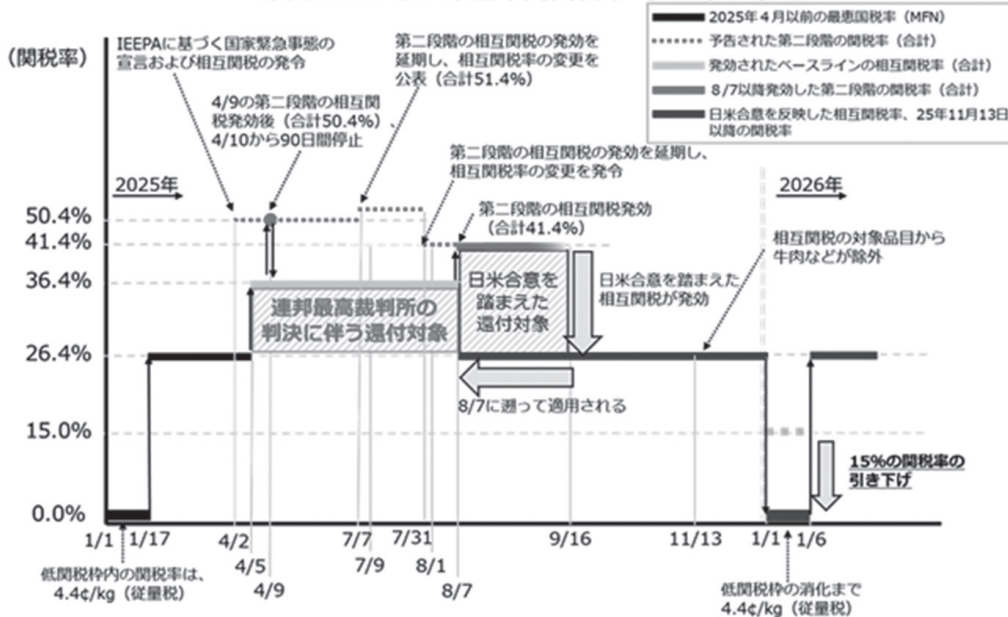 2025年4月以前の最恵国税率（MFN）
予告された第二段階の関税率（合計）
発効されたベースラインの相互関税率（合計）
8/7以降発効した第二段階の関税率（合計）
日米合意を反映した相互関税率、25年11月13日
以降の関税率
（関税率）
IEEPAに基づく国家緊急事態の
宣言および相互関税の発令
4/9の第二段階の相互関
税発効後（合計50.4%）、
4/10から90日間停止
第二段階の相互関税の発効を
延期し、相互関税率の変更を
公表（合計51.4%）
第二段階の相互関税の発効を延期し、
相互関税率の変更を発令
第二段階の相互関税発効
（合計41.4%）
2025年
2026年
相互関税の対象品目から
牛肉などが除外
50.4%
41.4%
36.4%
26.4%
15.0%
0.0%
連邦最高裁判所の
判決に伴う還付対象
日米合意を
踏まえた
還付対象
日米合意を踏まえた
相互関税が発効
8/7に遡って適用される
15%の関税率の
引き下げ
1/1
1/17
4/2
7/7
7/31
9/16
11/13
1/1
1/6
4/5
7/9
8/1
4/9
8/7
低関税枠内の関税率は、
4.4¢/kg（従量税）
低関税枠の消化まで
4.4¢/kg（従量税）